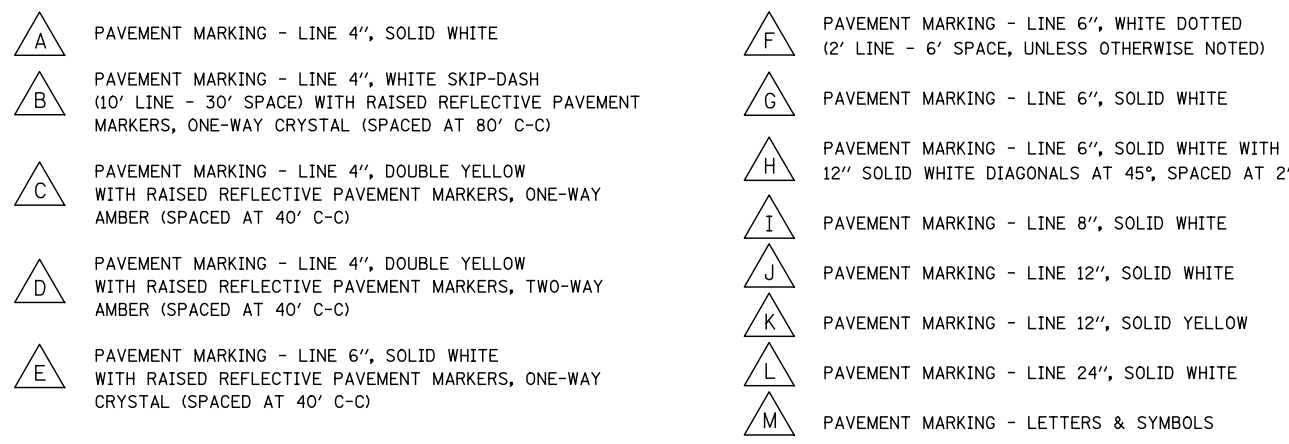 A PAVEMENT MARKING - LINE 4", SOLID WHITE
B PAVEMENT MARKING - LINE 4", WHITE SKIP-DASH
(10' LINE - 30' SPACE) WITH RAISED REFLECTIVE PAVEMENT
MARKERS, ONE-WAY CRYSTAL (SPACED AT 80' C-C)
C PAVEMENT MARKING - LINE 4", DOUBLE YELLOW
WITH RAISED REFLECTIVE PAVEMENT MARKERS, ONE-WAY
AMBER (SPACED AT 40' C-C)
D PAVEMENT MARKING - LINE 4", DOUBLE YELLOW
WITH RAISED REFLECTIVE PAVEMENT MARKERS, TWO-WAY
AMBER (SPACED AT 40' C-C)
E PAVEMENT MARKING - LINE 6", SOLID WHITE
WITH RAISED REFLECTIVE PAVEMENT MARKERS, ONE-WAY
CRYSTAL (SPACED AT 40' C-C)
F PAVEMENT MARKING - LINE 6", WHITE DOTTED
(2' LINE - 6' SPACE, UNLESS OTHERWISE NOTED)
G PAVEMENT MARKING - LINE 6", SOLID WHITE
H PAVEMENT MARKING - LINE 6", SOLID WHITE WITH
12" SOLID WHITE DIAGONALS AT 45°, SPACED AT 2'
I PAVEMENT MARKING - LINE 8", SOLID WHITE
J PAVEMENT MARKING - LINE 12", SOLID WHITE
K PAVEMENT MARKING - LINE 12", SOLID YELLOW
L PAVEMENT MARKING - LINE 24", SOLID WHITE
M PAVEMENT MARKING - LETTERS & SYMBOLS